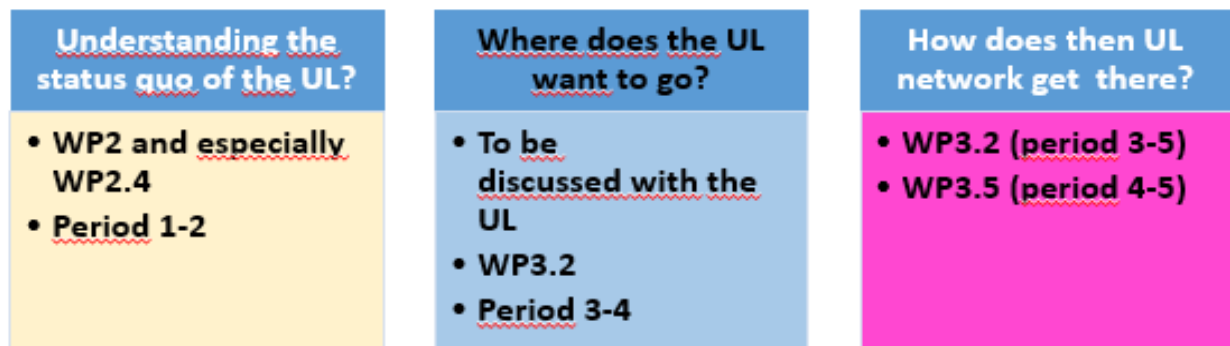 Understanding the
status quo of the UL?
• WP2 and especially
WP2.4
• Period 1-2
Where does the UL
want to go?
• To be
discussed with the
UL
• WP3.2
• Period 3-4
How does then UL
network get  there?
• WP3.2 (period 3-5)
• WP3.5 (period 4-5)